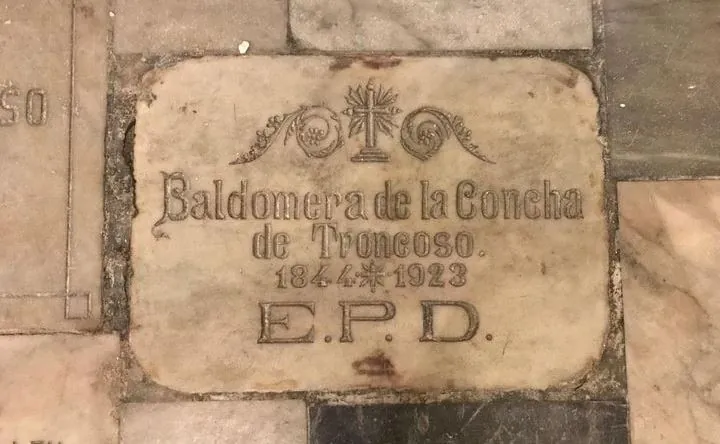 Baldomera de la Concha
de Troncoso.
1844*1923
E.P.D.